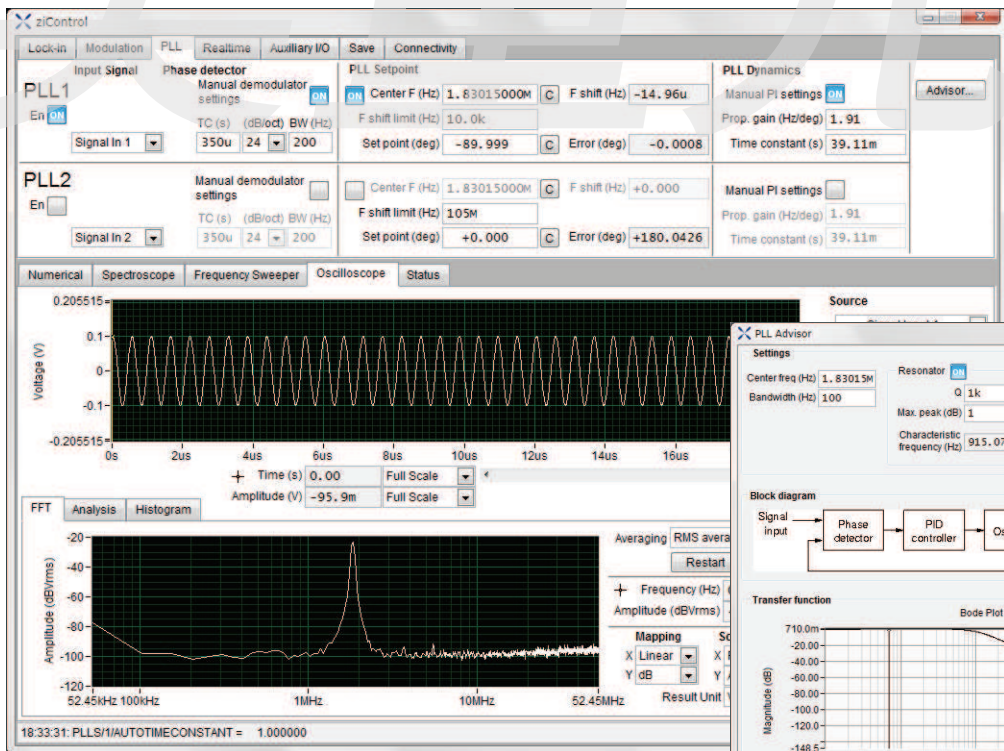 ziControl
Lock-in Modulation PLL Realtime Auxiliary I/O Save Connectivity
Input Signal Phase detector PLL Setpoint PLL Dynamics
PLL1 Manual demodulator settings ON ON Center F (Hz) 1.83015000M C F shift (Hz) -14.96u Manual PI settings ON Advisor...
En ON TC (s) (dB/oct) BW (Hz) F shift limit (Hz) 10.0k Prop. gain (Hz/deg) 1.91
Signal In 1 350u 24 200 Set point (deg) -89.999 C Error (deg) -0.0008 Time constant (s) 39.11m
PLL2 Manual demodulator settings Center F (Hz) 1.83015000M C F shift (Hz) +0.000 Manual PI settings
En TC (s) (dB/oct) BW (Hz) F shift limit (Hz) 105M Prop. gain (Hz/deg) 1.91
Signal In 2 350u 24 200 Set point (deg) +0.000 C Error (deg) +180.0426 Time constant (s) 39.11m
Numerical Spectroscope Frequency Sweeper Oscilloscope Status
Source
0.205515
0.1
0
-0.1
-0.205515
Voltage (V)
0s 2us 4us 6us 8us 10us 12us 14us 16us
Time (s) 0.00 Full Scale
Amplitude (V) -95.9m Full Scale
FFT Analysis Histogram
-20
-40
-60
-80
-100
-120
Amplitude (dBVrms)
52.45kHz 100kHz 1MHz 10MHz 52.45MHz
Averaging RMS avera
Restart
Frequency (Hz)
Amplitude (dBVrms)
Mapping
X Linear X
Y dB Y
Result Unit
18:33:31: PLLS/1/AUTOTIMECONSTANT = 1.000000
PLL Advisor
Settings
Center freq (Hz) 1.83015M Resonator ON
Bandwidth (Hz) 100 Q 1k
Max. peak (dB) 1
Characteristic frequency (Hz) 915.07
Block diagram
Signal input Phase detector PID controller Os
Transfer function
Bode Plot
710.0m
-20.00
-40.00
-60.00
-80.00
-100.0
-120.0
-148.5
Magnitude (dB)